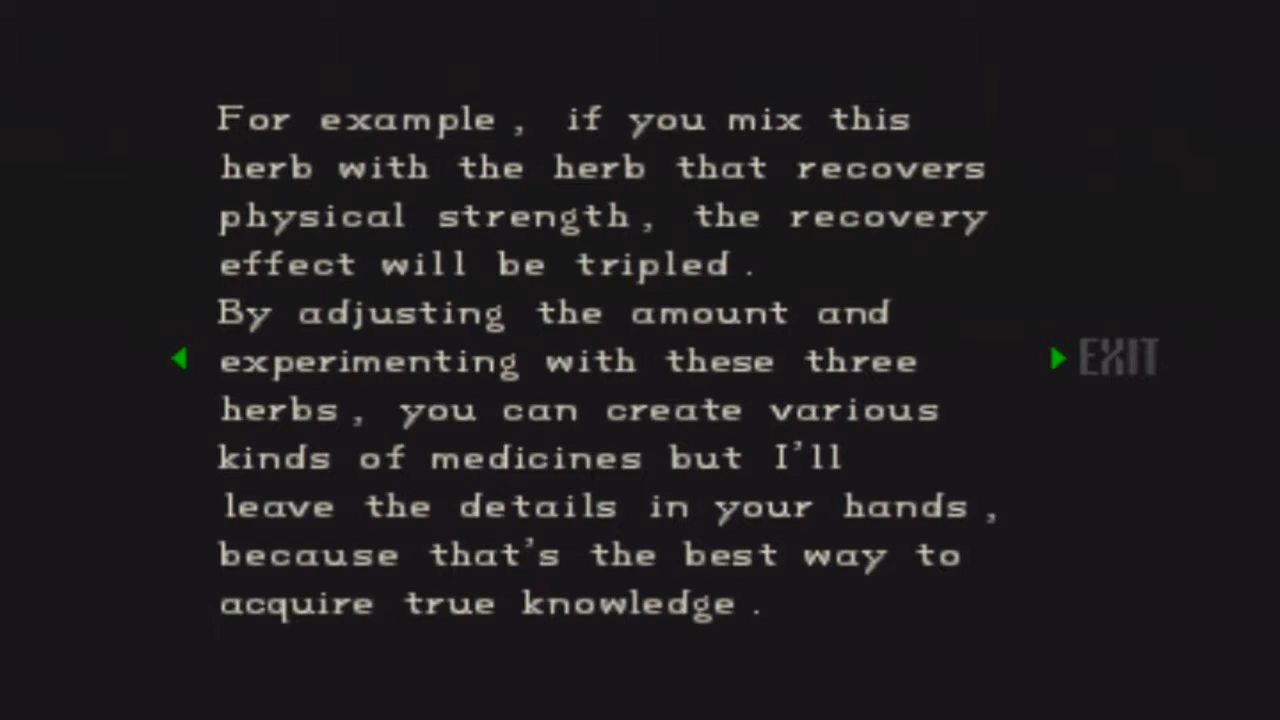 For example, if you mix this
herb with the herb that recovers
physical strength, the recovery
effect will be tripled.
By adjusting the amount and
experimenting with these three
herbs, you can create various
kinds of medicines but I'll
leave the details in your hands,
because that's the best way to
acquire true knowledge.
EXIT